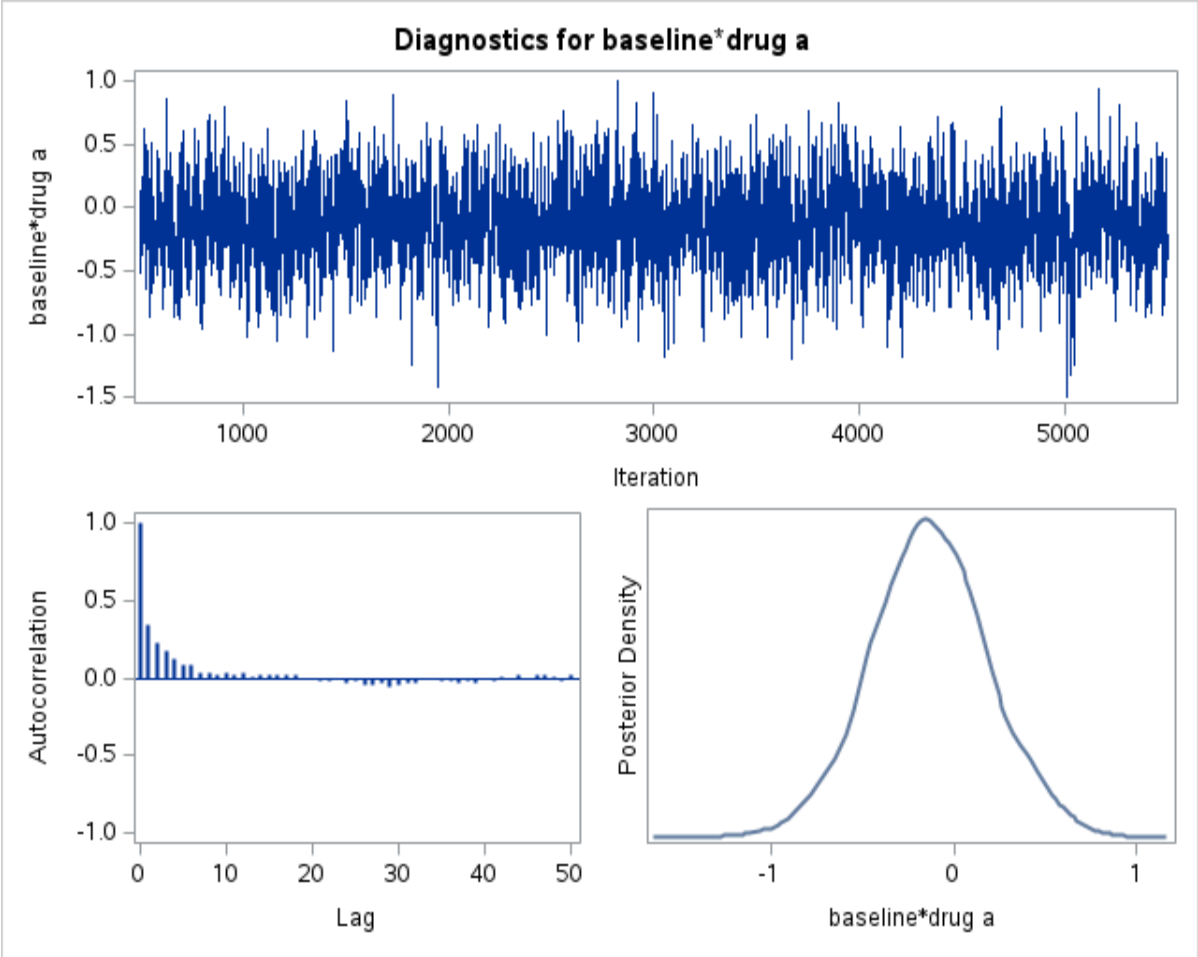 Diagnostics for baseline*drug a
baseline*drug a
1.0
0.5
0.0
-0.5
-1.0
-1.5
1000 2000 3000 4000 5000
Iteration
Autocorrelation
1.0
0.5
0.0
-0.5
-1.0
0 10 20 30 40 50
Lag
Posterior Density
-1 0 1
baseline*drug a